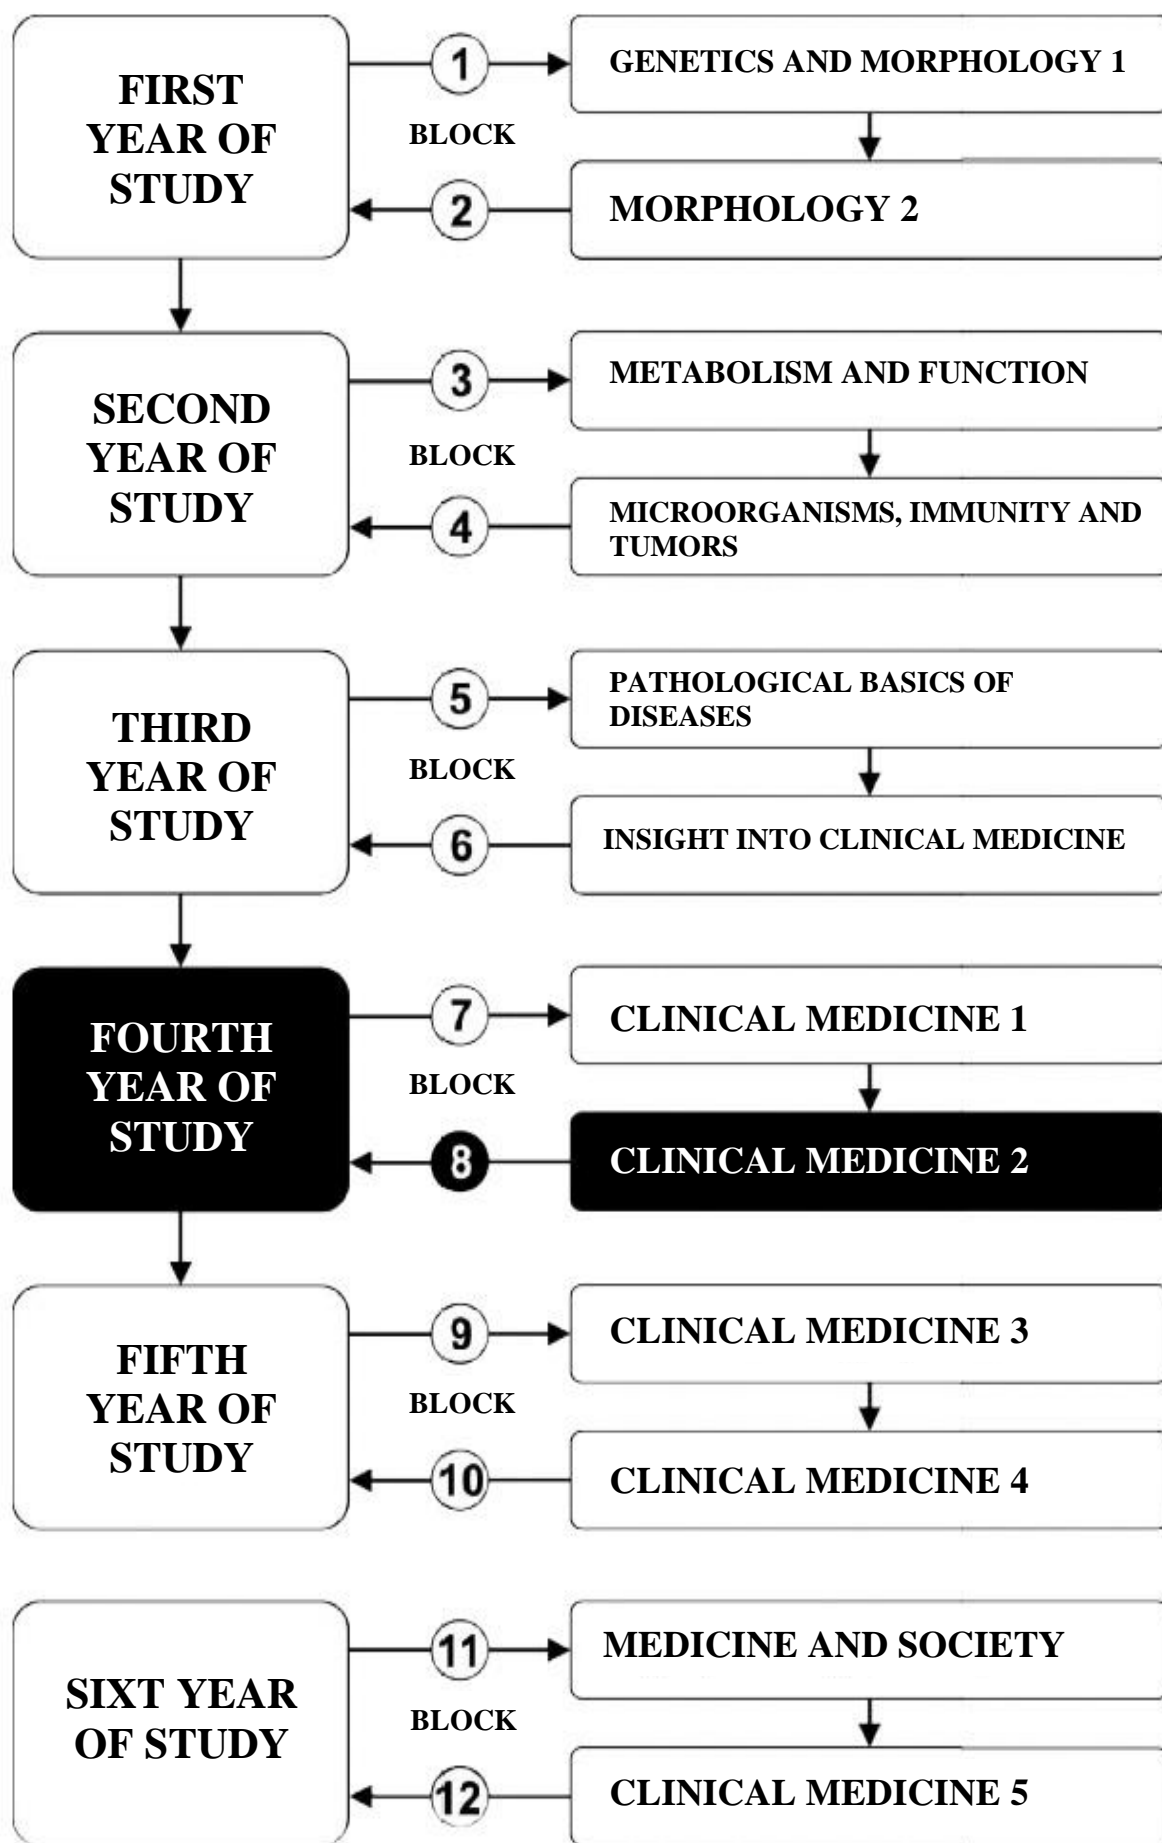 FIRST
YEAR OF
STUDY
1
BLOCK
2
GENETICS AND MORPHOLOGY 1
MORPHOLOGY 2
SECOND
YEAR OF
STUDY
3
BLOCK
4
METABOLISM AND FUNCTION
MICROORGANISMS, IMMUNITY AND
TUMORS
THIRD
YEAR OF
STUDY
5
BLOCK
6
PATHOLOGICAL BASICS OF
DISEASES
INSIGHT INTO CLINICAL MEDICINE
FOURTH
YEAR OF
STUDY
7
BLOCK
8
CLINICAL MEDICINE 1
CLINICAL MEDICINE 2
FIFTH
YEAR OF
STUDY
9
BLOCK
10
CLINICAL MEDICINE 3
CLINICAL MEDICINE 4
SIXT YEAR
OF STUDY
11
BLOCK
12
MEDICINE AND SOCIETY
CLINICAL MEDICINE 5